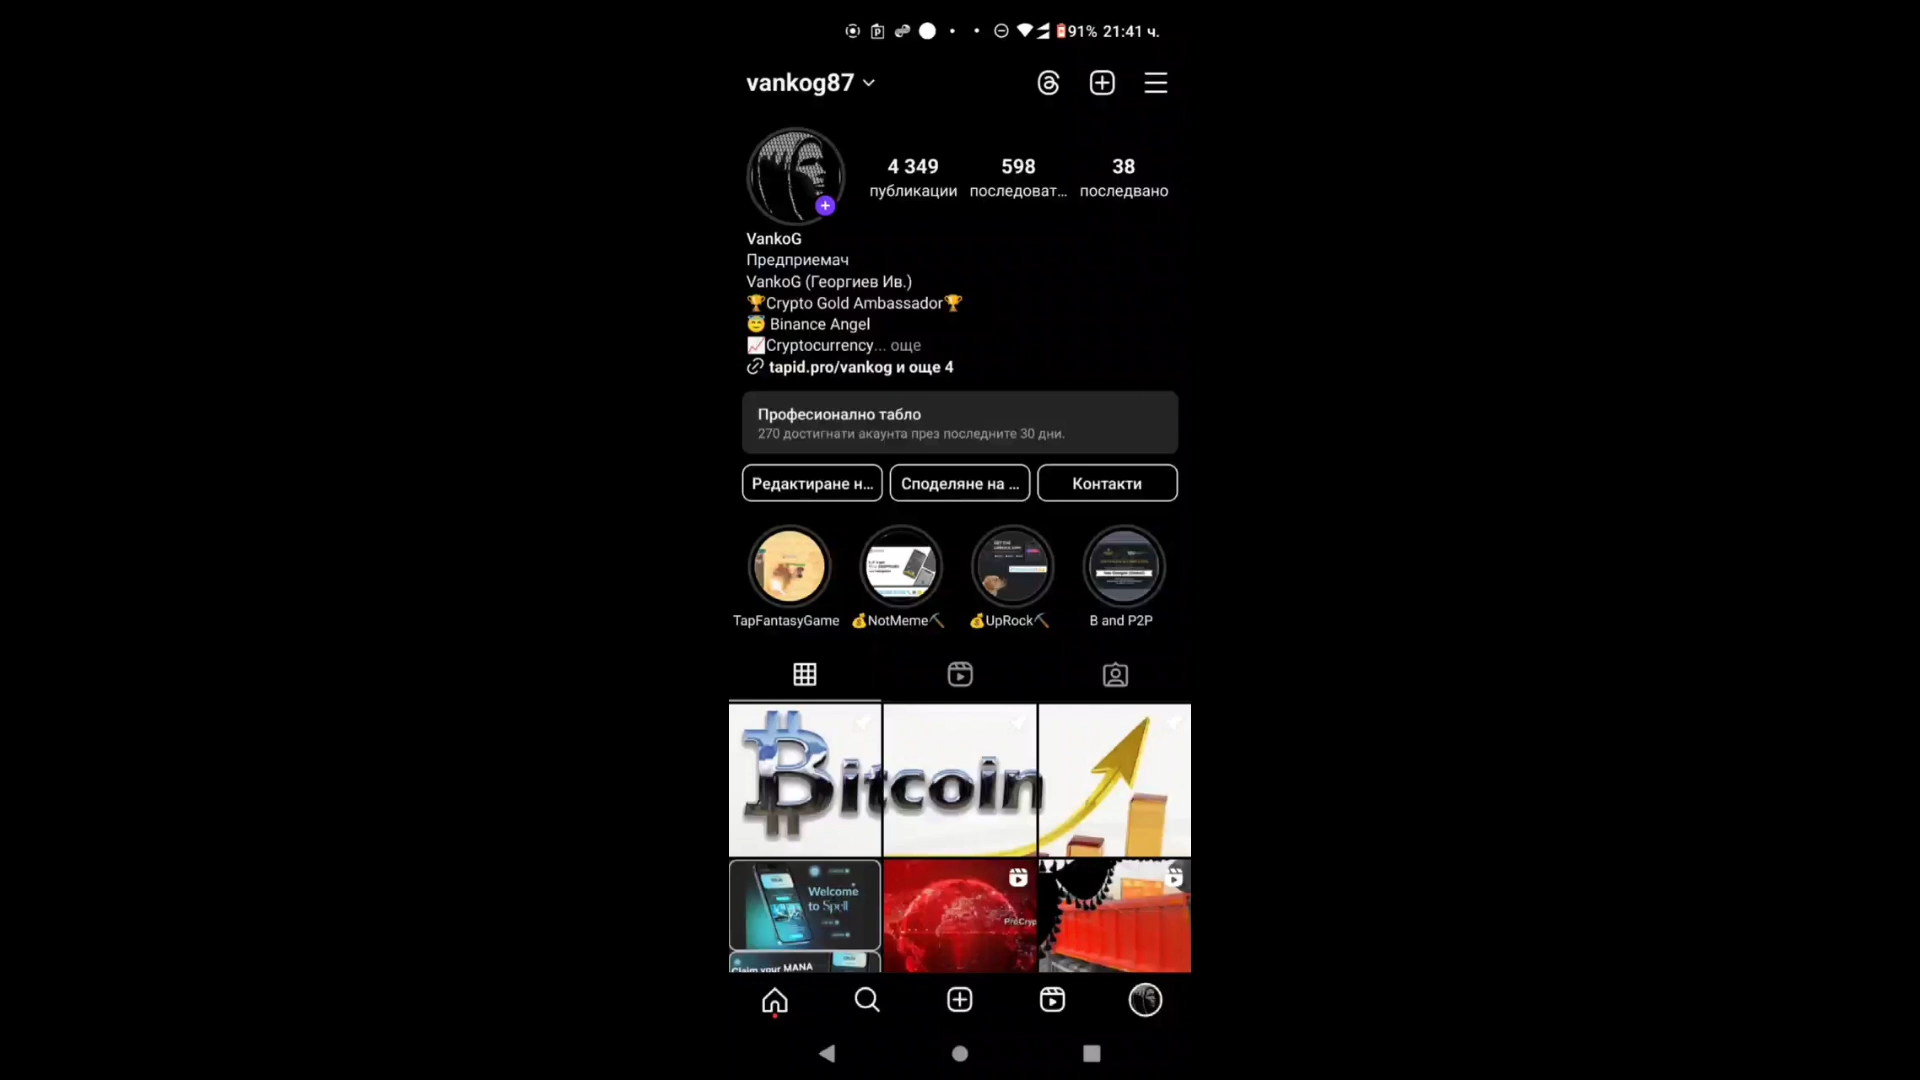 91% 21:41 ч.
vankog87
4 349
публикации
598
последоват...
38
последвано
VankoG
Предприемач
VankoG (Георгиев Ив.)
🏆Crypto Gold Ambassador🏆
😇 Binance Angel
📈Cryptocurrency... още
tapid.pro/vankog и още 4
Професионално табло
270 достигнати акаунта през последните 30 дни.
Редактиране н...
Споделяне на ...
Контакти
TapFantasyGame
💰NotMeme⛏️
💰UpRock⛏️
B and P2P
Bitcoin
Welcome
to Spell
ProCryp
Claim your MANA